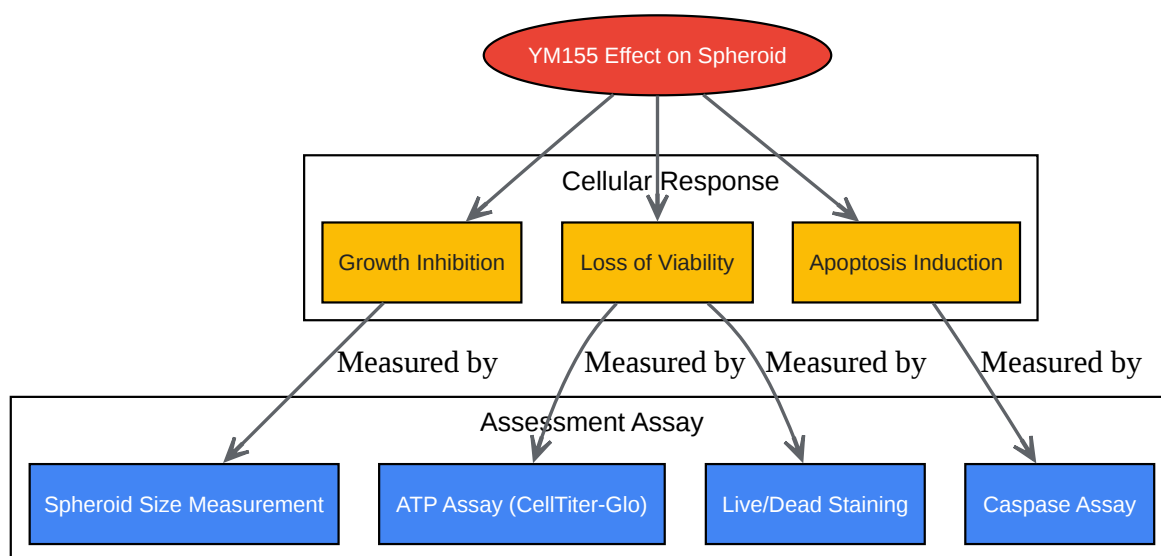 YM155 Effect on Spheroid
Cellular Response
Growth Inhibition
Loss of Viability
Apoptosis Induction
Measured by
Measured by
Measured by
Measured by
Assessment Assay
Spheroid Size Measurement
ATP Assay (CellTiter-Glo)
Live/Dead Staining
Caspase Assay